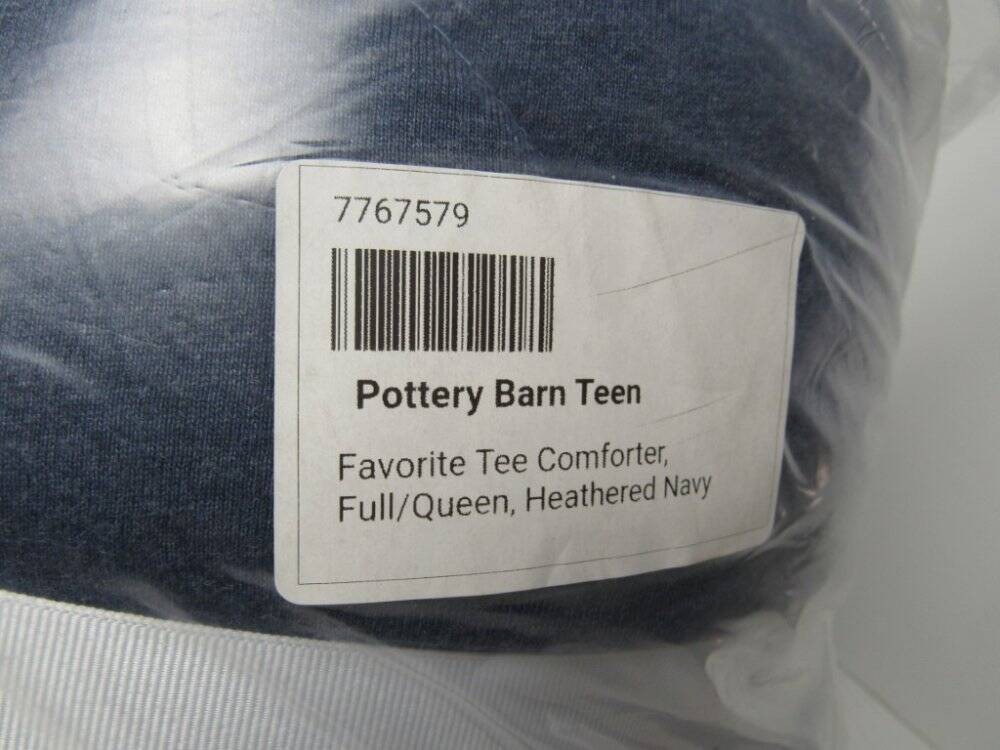 7767579
Pottery Barn Teen
Favorite Tee Comforter,
Full/Queen, Heathered Navy